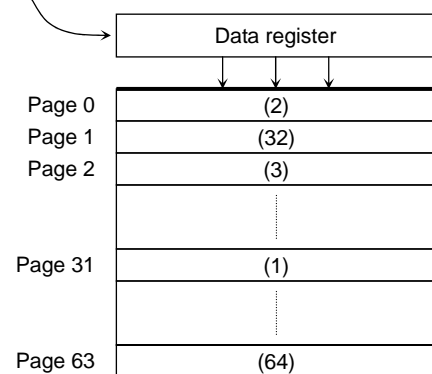 Data register
Page 0 (2)
Page 1 (32)
Page 2 (3)
Page 31 (1)
Page 63 (64)